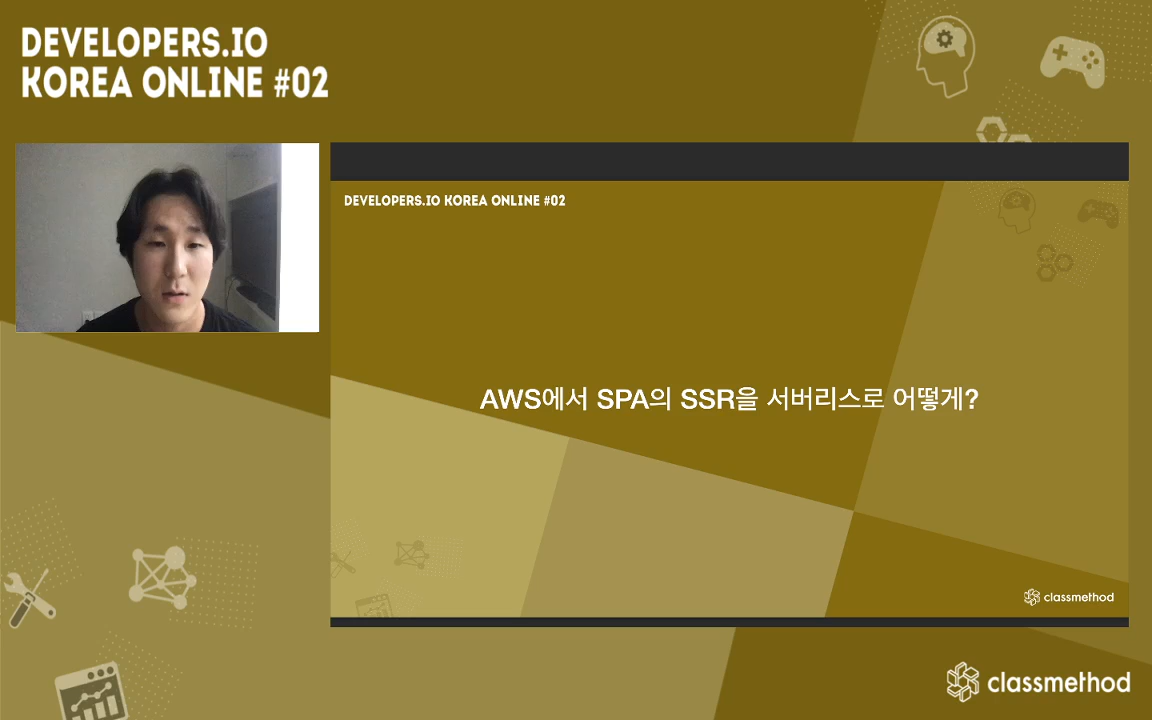 DEVELOPERS.IO
KOREA ONLINE #02
DEVELOPERS.IO KOREA ONLINE #02
AWS에서 SPA의 SSR을 서버리스로 어떻게?
classmethod
classmethod